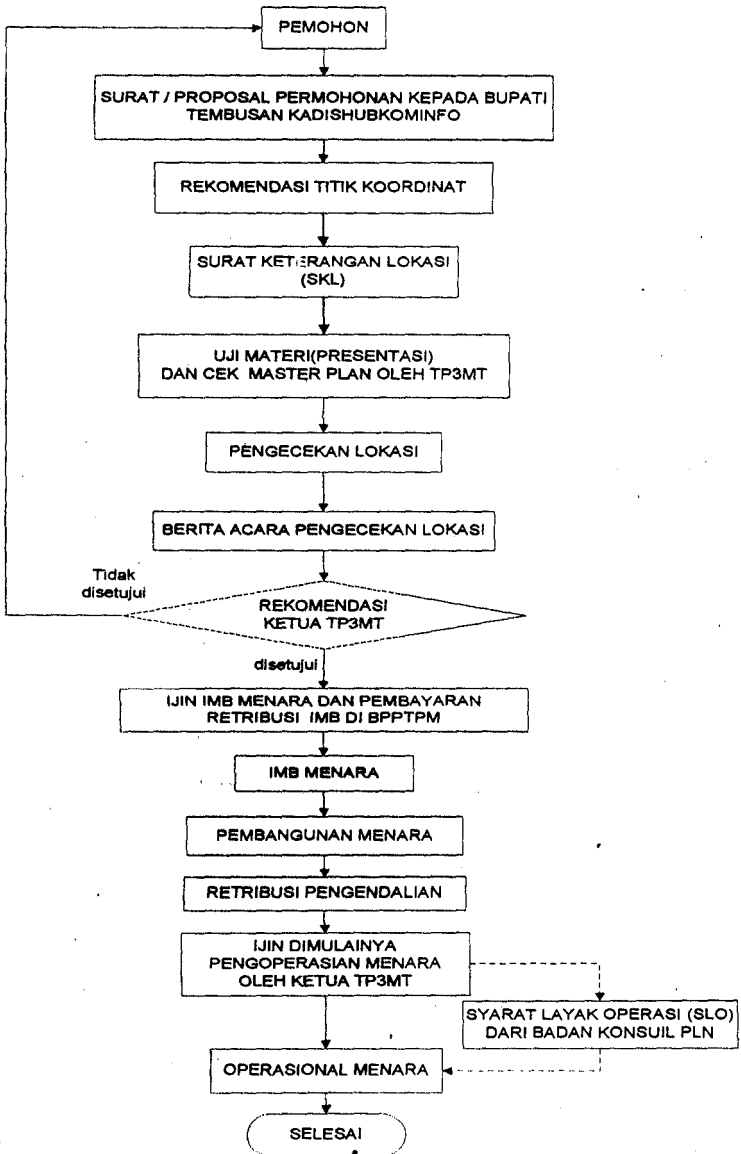 PEMOHON
SURAT / PROPOSAL PERMOHONAN KEPADA BUPATI
TEMBUSAN KADISHUBKOMINFO
REKOMENDASI TITIK KOORDINAT
SURAT KETERANGAN LOKASI
(SKL)
UJI MATERI(PRESENTASI)
DAN CEK MASTER PLAN OLEH TP3MT
PENGECEKAN LOKASI
BERITA ACARA PENGECEKAN LOKASI
Tidak
disetujui
REKOMENDASI
KETUA TP3MT
disetujui
IJIN IMB MENARA DAN PEMBAYARAN
RETRIBUSI IMB DI BPPTPM
IMB MENARA
PEMBANGUNAN MENARA
RETRIBUSI PENGENDALIAN
IJIN DIMULAINYA
PENGOPERASIAN MENARA
OLEH KETUA TP3MT
SYARAT LAYAK OPERASI (SLO)
DARI BADAN KONSUIL PLN
OPERASIONAL MENARA
SELESAI